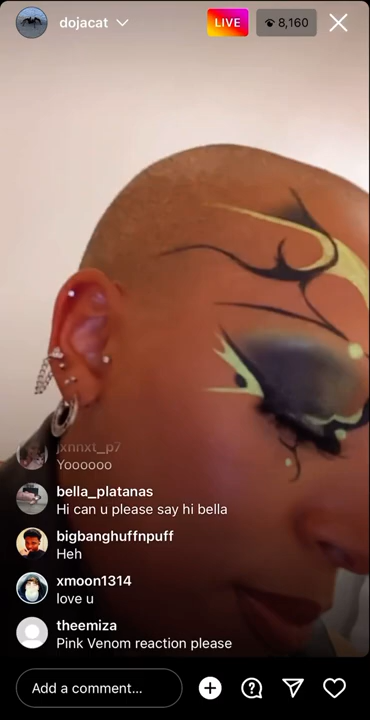 dojacat
LIVE
8,160
jxnnxt_p7
Yoooooo
bella_platanas
Hi can u please say hi bella
bigbanghuffnpuff
Heh
xmoon1314
love u
theemiza
Pink Venom reaction please
Add a comment...